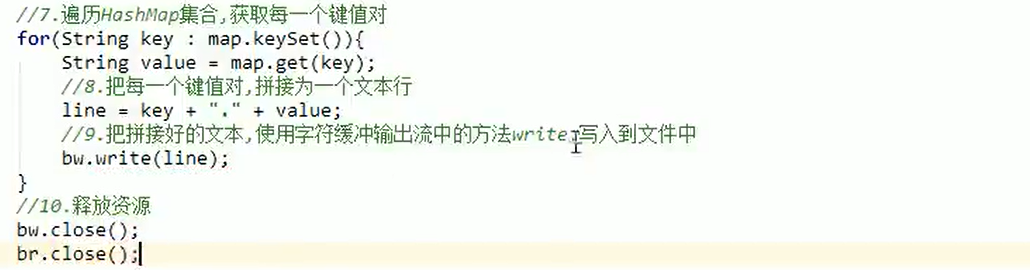 //7.遍历HashMap集合,获取每一个键值对
for(String key : map.keySet()){
    String value = map.get(key);
    //8.把每一个键值对,拼接为一个文本行
    line = key + "." + value;
    //9.把拼接好的文本,使用字符缓冲输出流中的方法write,写入到文件中
    bw.write(line);
}
//10.释放资源
bw.close();
br.close();